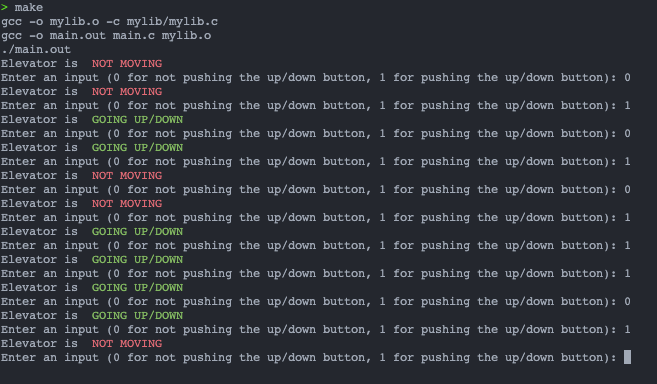 > make
gcc -o mylib.o -c mylib/mylib.c
gcc -o main.out main.c mylib.o
./main.out
Elevator is  NOT MOVING
Enter an input (0 for not pushing the up/down button, 1 for pushing the up/down button): 0
Elevator is  NOT MOVING
Enter an input (0 for not pushing the up/down button, 1 for pushing the up/down button): 1
Elevator is  GOING UP/DOWN
Enter an input (0 for not pushing the up/down button, 1 for pushing the up/down button): 0
Elevator is  GOING UP/DOWN
Enter an input (0 for not pushing the up/down button, 1 for pushing the up/down button): 1
Elevator is  NOT MOVING
Enter an input (0 for not pushing the up/down button, 1 for pushing the up/down button): 0
Elevator is  NOT MOVING
Enter an input (0 for not pushing the up/down button, 1 for pushing the up/down button): 1
Elevator is  GOING UP/DOWN
Enter an input (0 for not pushing the up/down button, 1 for pushing the up/down button): 1
Elevator is  GOING UP/DOWN
Enter an input (0 for not pushing the up/down button, 1 for pushing the up/down button): 1
Elevator is  GOING UP/DOWN
Enter an input (0 for not pushing the up/down button, 1 for pushing the up/down button): 0
Elevator is  GOING UP/DOWN
Enter an input (0 for not pushing the up/down button, 1 for pushing the up/down button): 1
Elevator is  NOT MOVING
Enter an input (0 for not pushing the up/down button, 1 for pushing the up/down button):